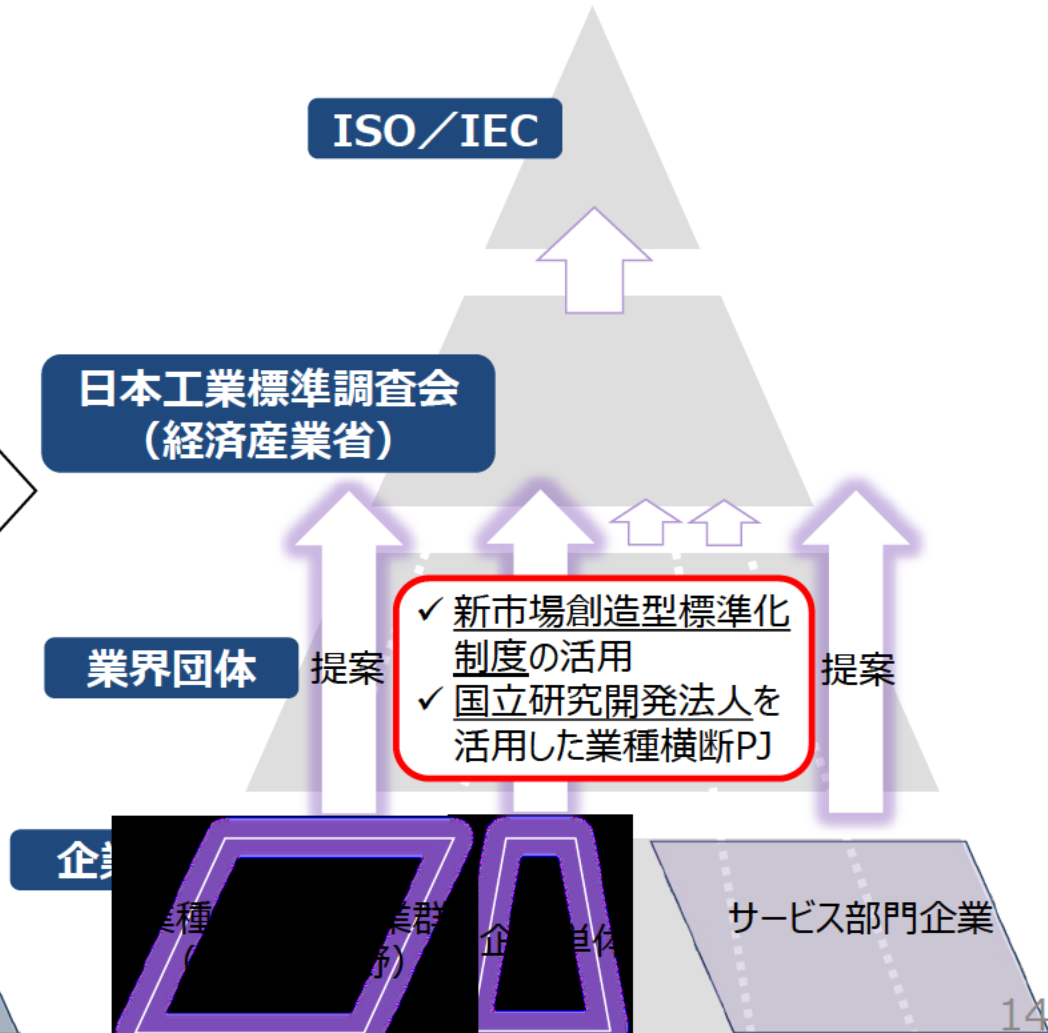 ISO／IEC
日本工業標準調査会
（経済産業省）
✓ 新市場創造型標準化
制度の活用
✓ 国立研究開発法人を
活用した業種横断PJ
業界団体
提案
提案
サービス部門企業
14